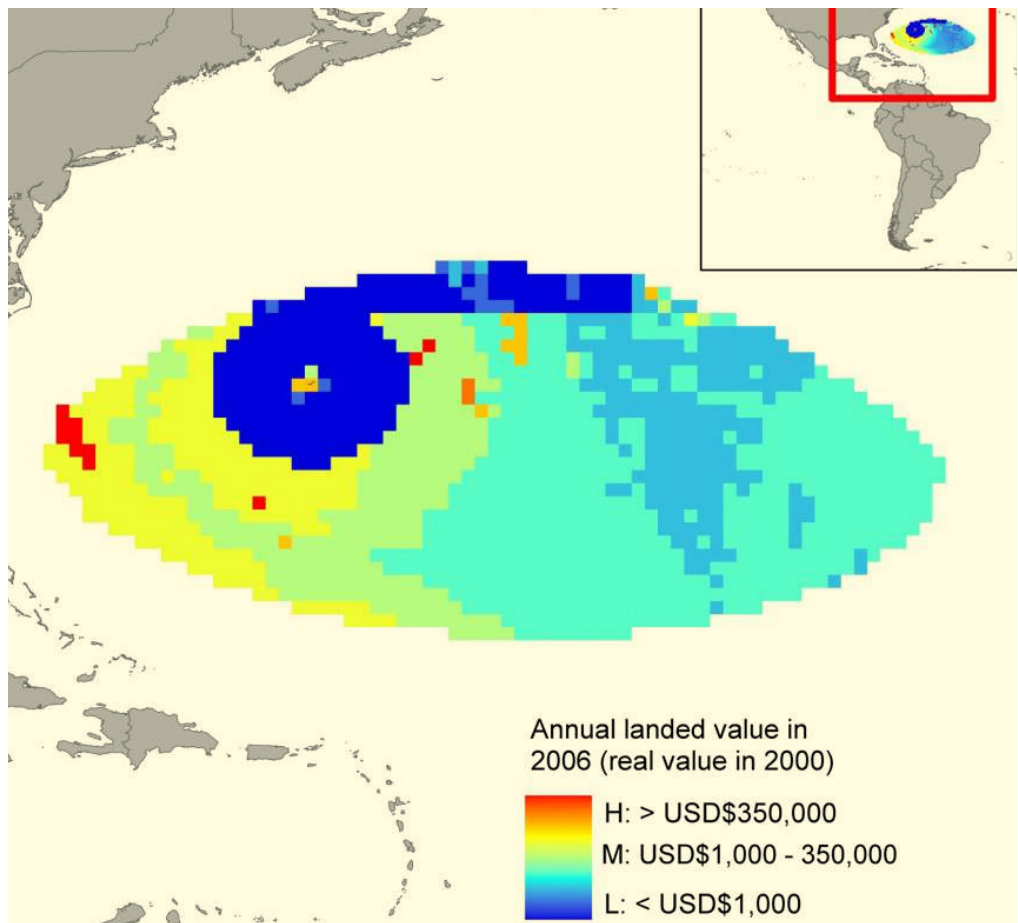 Annual landed value in
2006 (real value in 2000)
H: > USD$350,000
M: USD$1,000 - 350,000
L: < USD$1,000